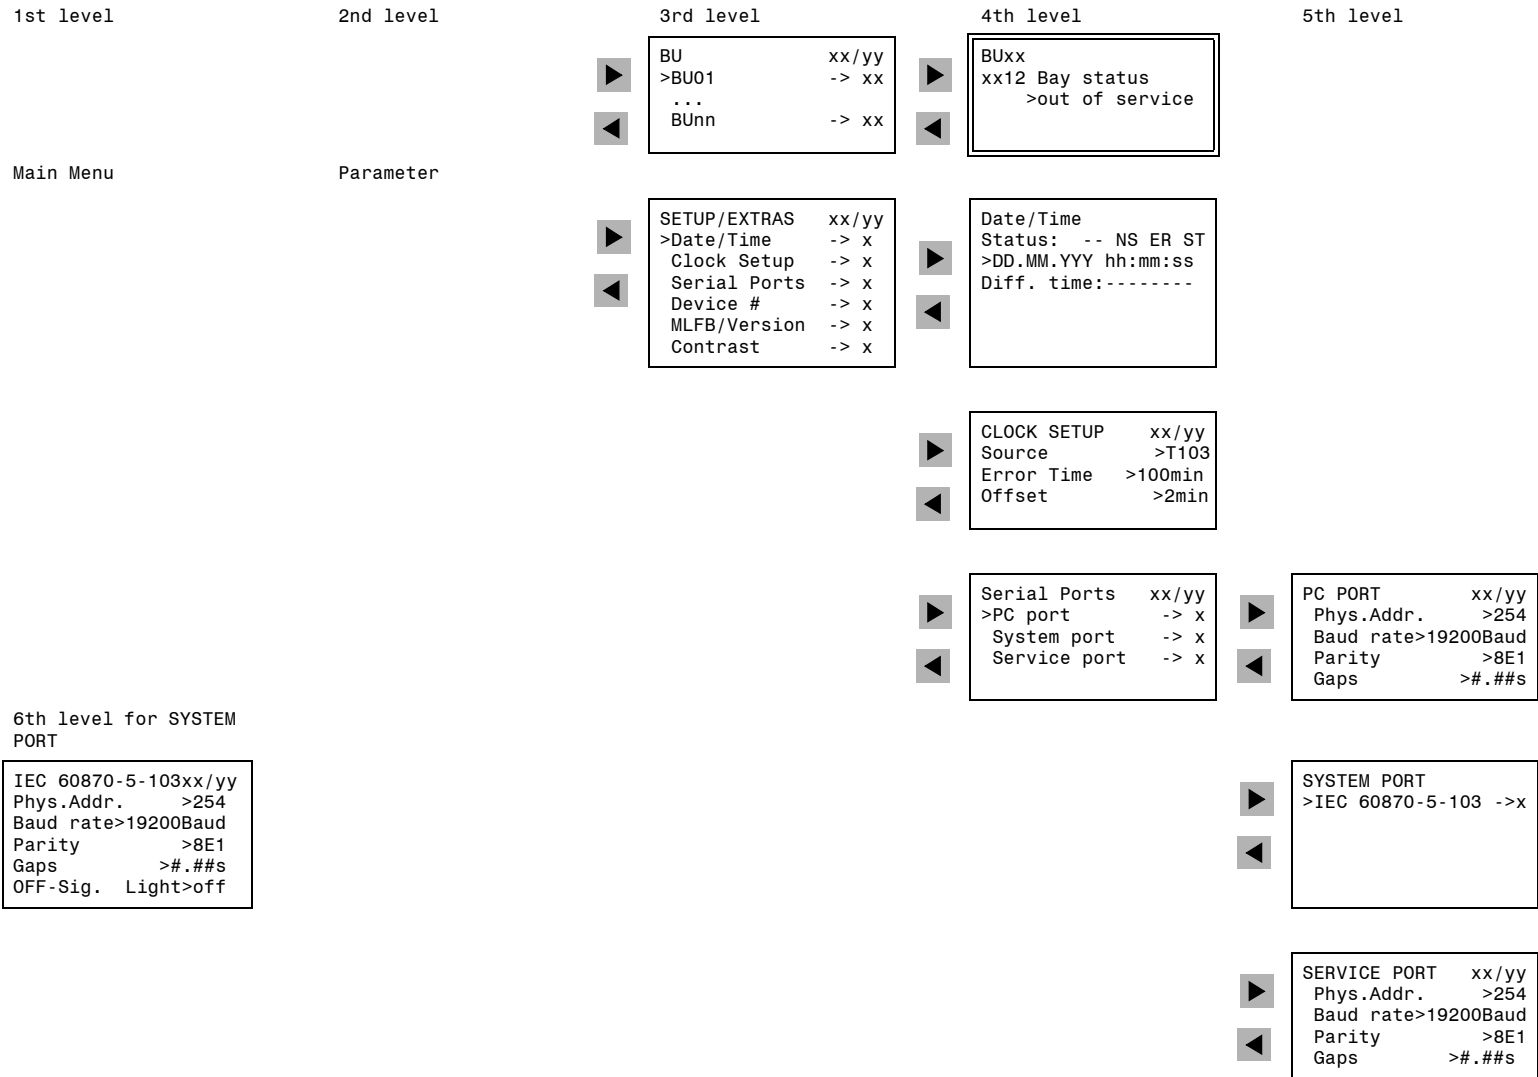 1st level
2nd level
3rd level
4th level
5th level
BU xx/yy
>BU01 -> xx
...
BUnn -> xx
BUxx
xx12 Bay status
>out of service
Main Menu
Parameter
SETUP/EXTRAS xx/yy
>Date/Time -> x
Clock Setup -> x
Serial Ports -> x
Device # -> x
MLFB/Version -> x
Contrast -> x
Date/Time
Status: -- NS ER ST
>DD.MM.YYY hh:mm:ss
Diff. time:--------
CLOCK SETUP xx/yy
Source >T103
Error Time >100min
Offset >2min
Serial Ports xx/yy
>PC port -> x
System port -> x
Service port -> x
PC PORT xx/yy
Phys.Addr. >254
Baud rate>19200Baud
Parity >8E1
Gaps >#.##s
6th level for SYSTEM
PORT
IEC 60870-5-103xx/yy
Phys.Addr. >254
Baud rate>19200Baud
Parity >8E1
Gaps >#.##s
OFF-Sig. Light>off
SYSTEM PORT
>IEC 60870-5-103 ->x
SERVICE PORT xx/yy
Phys.Addr. >254
Baud rate>19200Baud
Parity >8E1
Gaps >#.##s